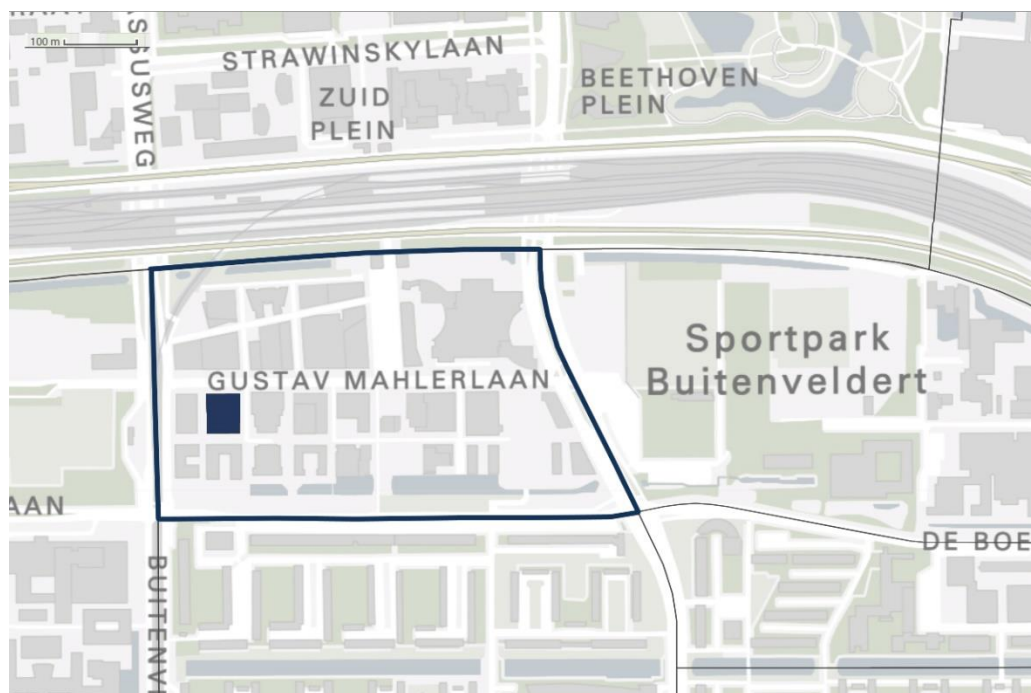 100 m
STRAWINSKYLAAN
ZUID
PLEIN
BEETHOVEN
PLEIN
SUSWEG
GUSTAV MAHLERLAAN
Sportpark
Buitenveldert
AAN
DE BOE
BUITENV